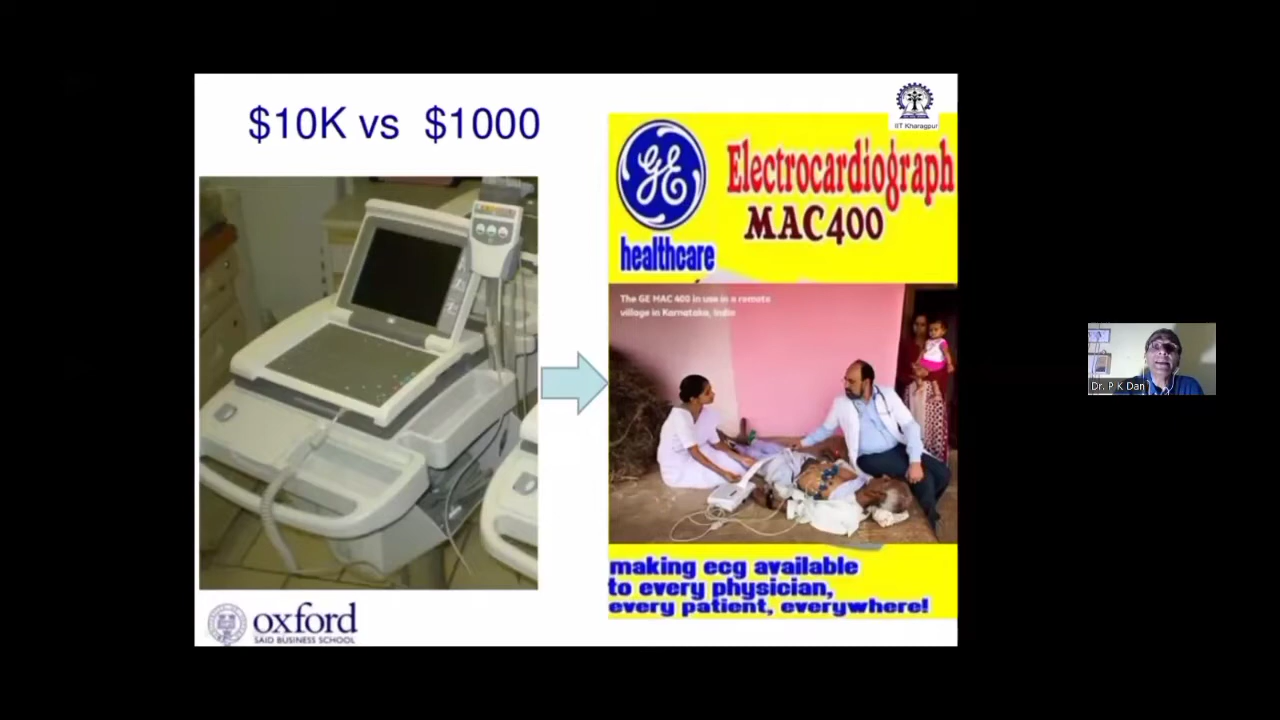 $10K vs $1000
IIT Kharagpur
GE
Electrocardiograph
MAC400
healthcare
The GE MAC 400 in use in a remote
village in Karnataka, India
making ecg available
to every physician,
every patient, everywhere!
oxford
SAID BUSINESS SCHOOL
Dr. P K Dan